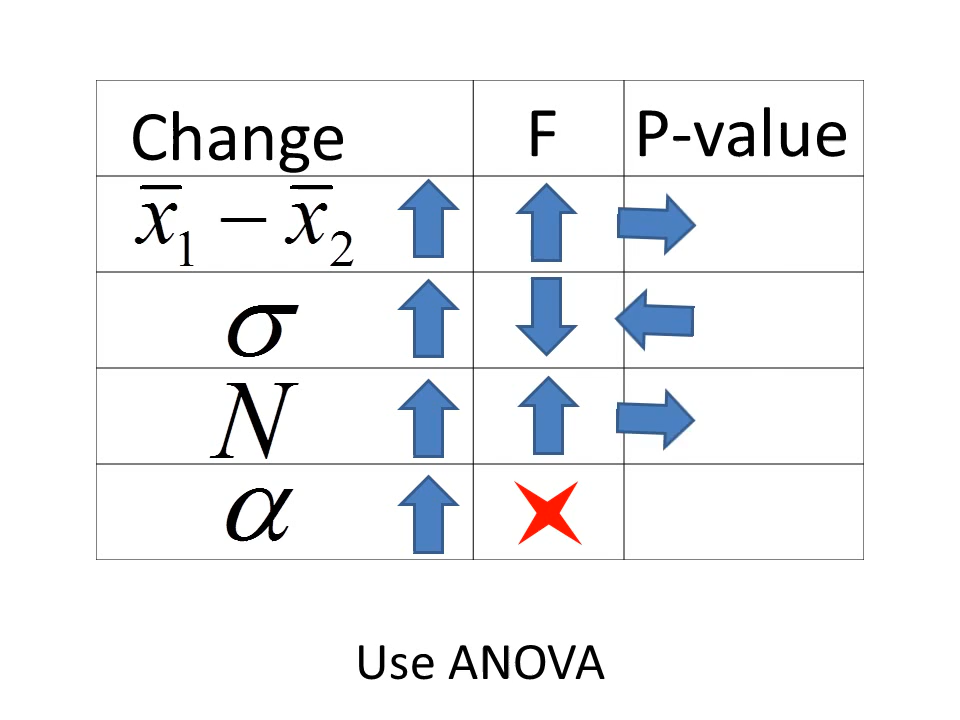 Change F P-value
x̅₁ − x̅₂
σ
N
α
Use ANOVA